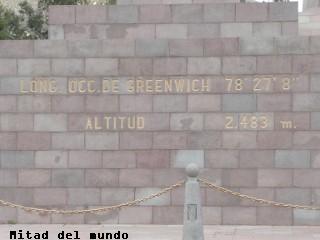 LONG. OCC. DE GREENWICH 78° 27' 8"
ALTITUD 2.483 m.
Mitad del mundo